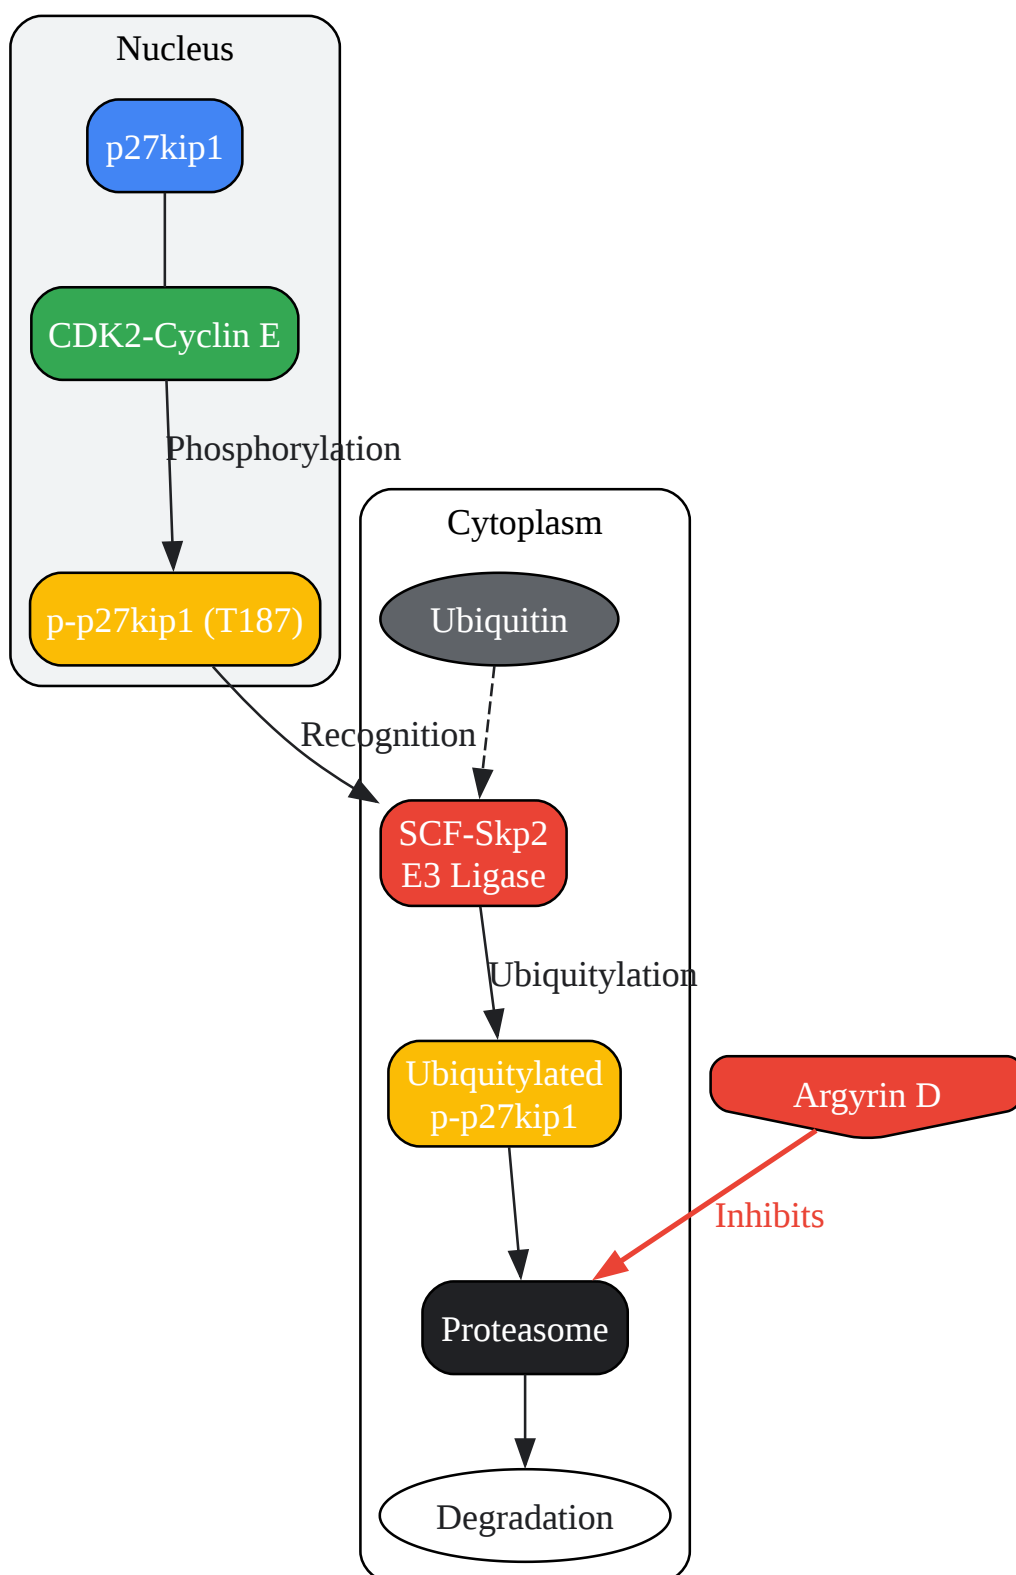 Nucleus
p27kip1
CDK2-Cyclin E
Phosphorylation
Cytoplasm
p-p27kip1 (T187)
Ubiquitin
Recognition
SCF-Skp2
E3 Ligase
Ubiquitylation
Ubiquitylated
p-p27kip1
Argyrin D
Inhibits
Proteasome
Degradation